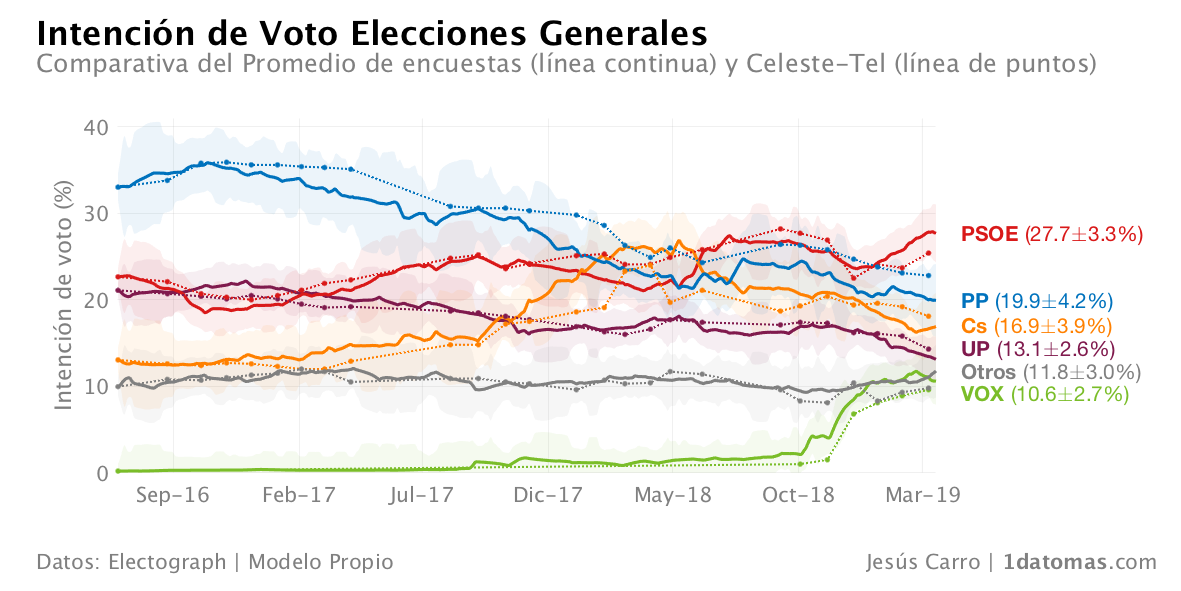 Intención de Voto Elecciones Generales
Comparativa del Promedio de encuestas (línea continua) y Celeste-Tel (línea de puntos)
Intención de voto (%)
40
30
20
10
0
Sep-16 Feb-17 Jul-17 Dic-17 May-18 Oct-18 Mar-19
PSOE (27.7±3.3%)
PP (19.9±4.2%)
Cs (16.9±3.9%)
UP (13.1±2.6%)
Otros (11.8±3.0%)
VOX (10.6±2.7%)
Datos: Electograph | Modelo Propio
Jesús Carro | 1datomas.com